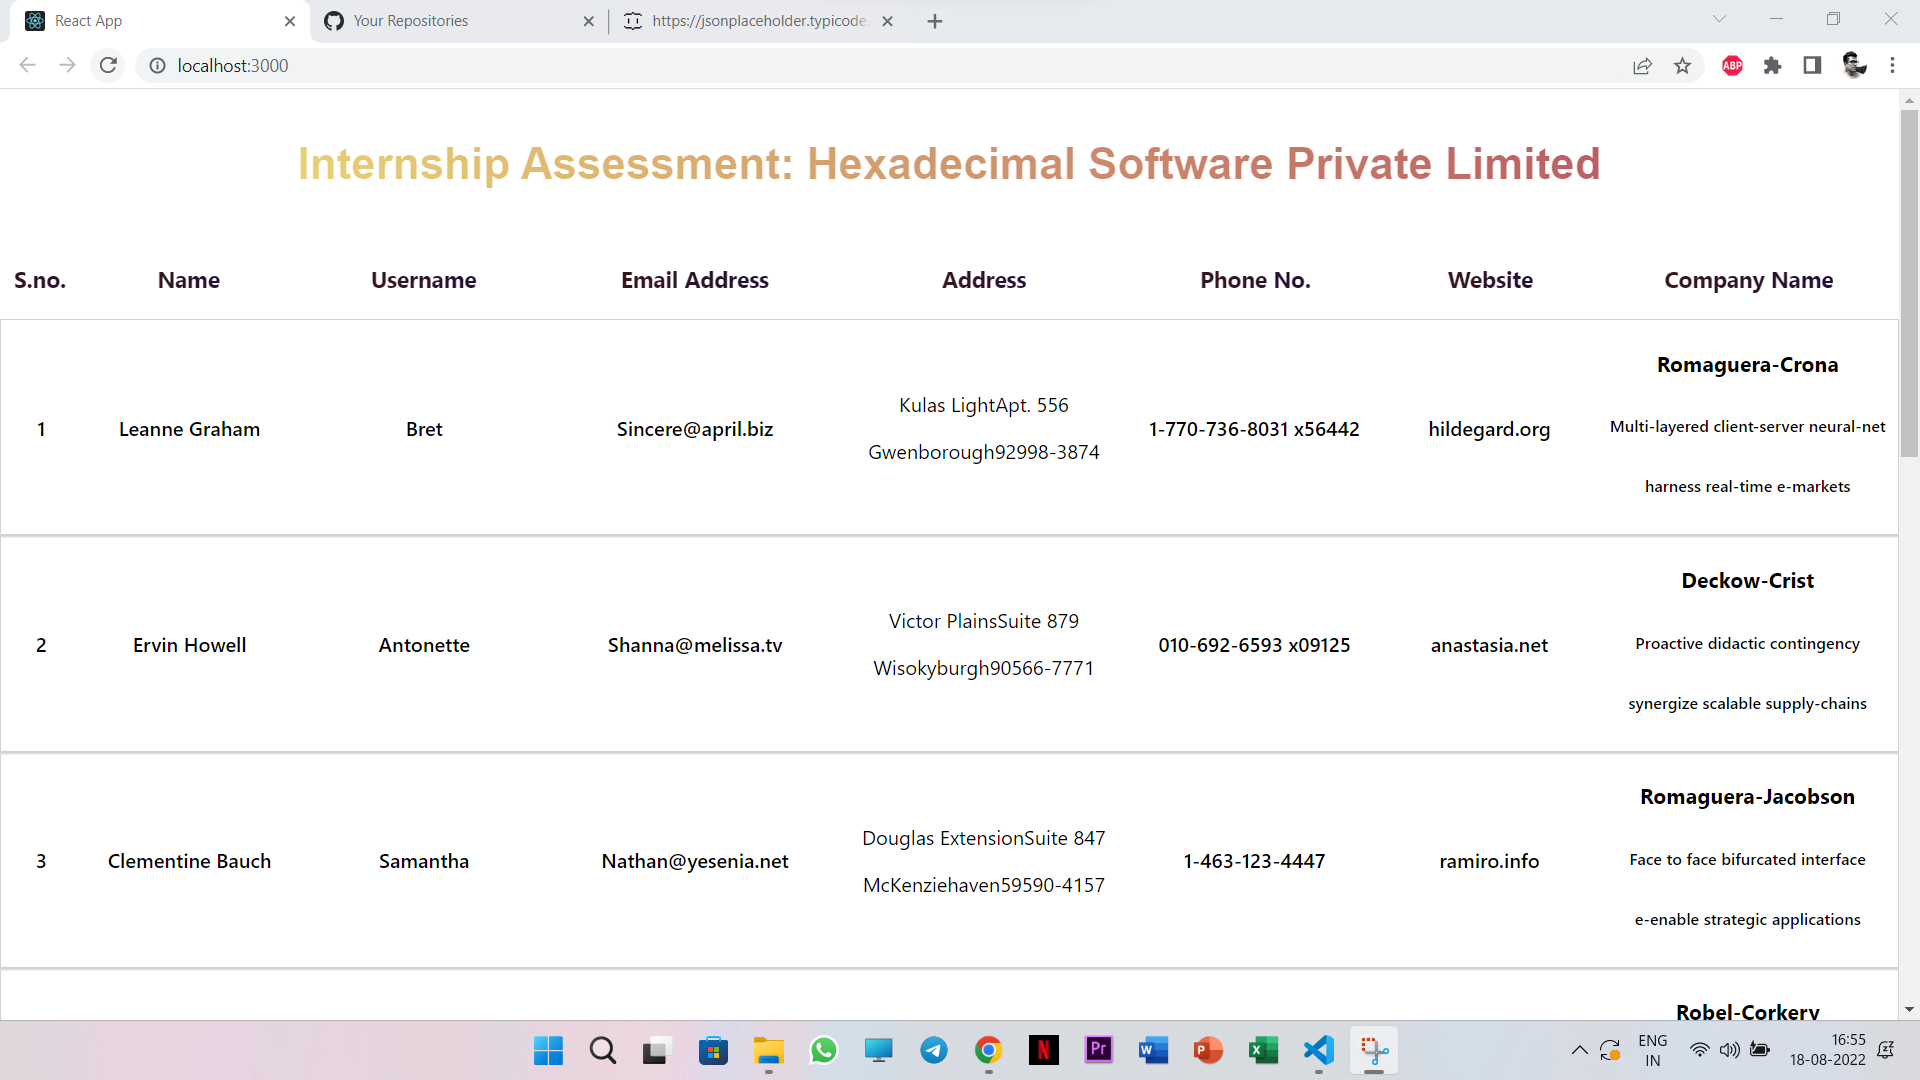 React App
Your Repositories
https://jsonplaceholder.typicode.
localhost:3000
ABP
Internship Assessment: Hexadecimal Software Private Limited
S.no. Name Username Email Address Address Phone No. Website Company Name
1 Leanne Graham Bret Sincere@april.biz Kulas LightApt. 556 1-770-736-8031 x56442 hildegard.org Romaguera-Crona
Gwenborough92998-3874 Multi-layered client-server neural-net
harness real-time e-markets
2 Ervin Howell Antonette Shanna@melissa.tv Victor PlainsSuite 879 010-692-6593 x09125 anastasia.net Deckow-Crist
Wisokyburgh90566-7771 Proactive didactic contingency
synergize scalable supply-chains
3 Clementine Bauch Samantha Nathan@yesenia.net Douglas ExtensionSuite 847 1-463-123-4447 ramiro.info Romaguera-Jacobson
McKenziehaven59590-4157 Face to face bifurcated interface
e-enable strategic applications
Robel-Corkery
N Pr W P X
ENG 16:55
IN 18-08-2022